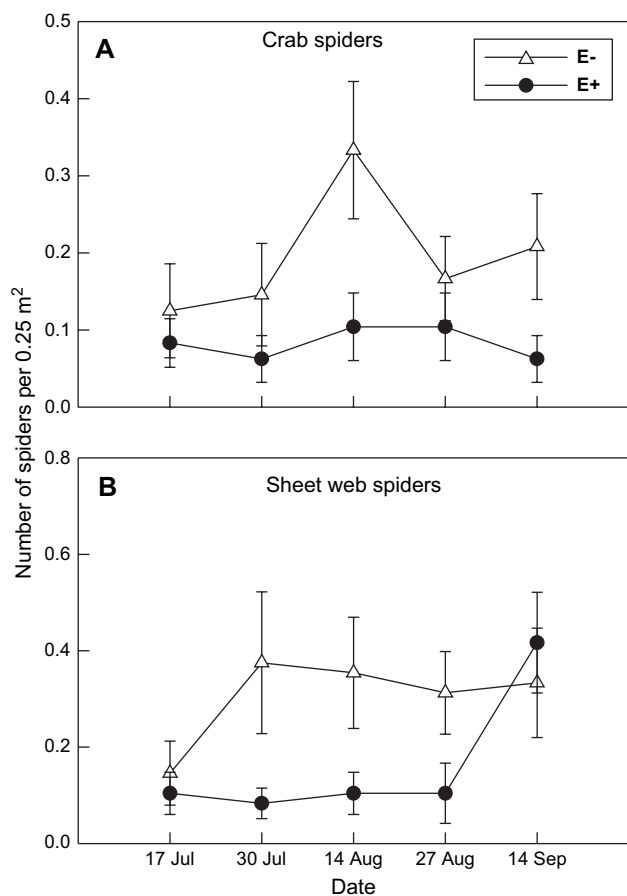 0.5
A
Crab spiders
E-
E+
0.4
0.3
0.2
0.1
0.0
Number of spiders per 0.25 m²
0.8
B
Sheet web spiders
0.6
0.4
0.2
0.0
17 Jul 30 Jul 14 Aug 27 Aug 14 Sep
Date